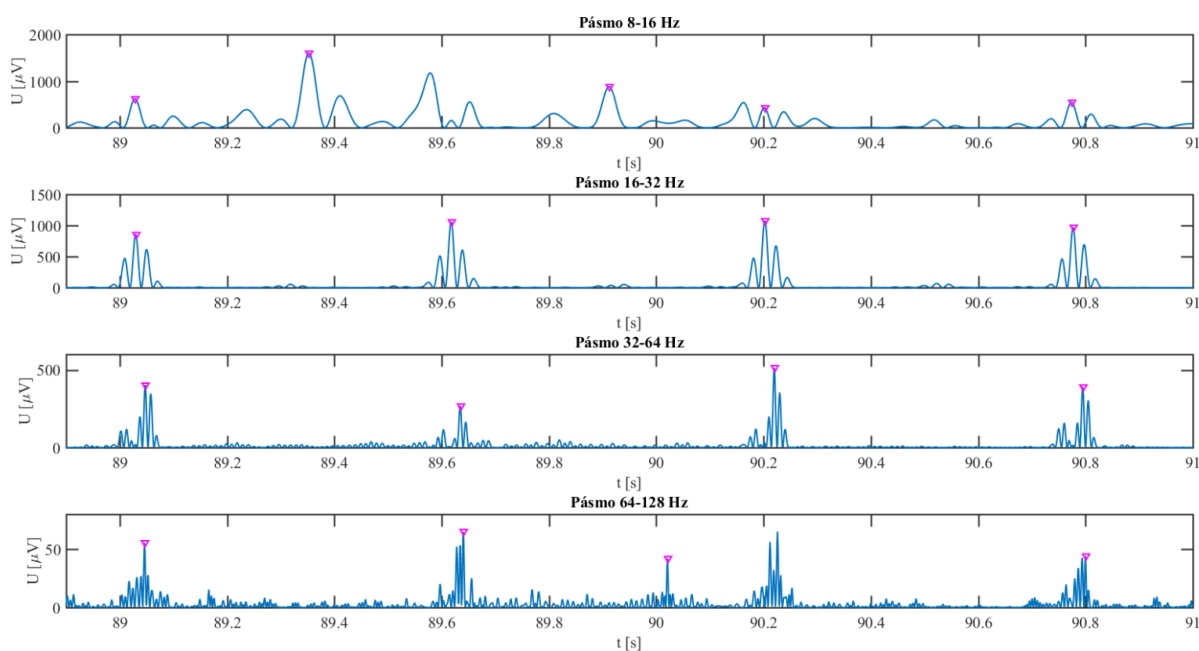 Pásmo 8-16 Hz
U [μV]
2000
1000
0
89 89.2 89.4 89.6 89.8 90 90.2 90.4 90.6 90.8 91
t [s]
Pásmo 16-32 Hz
U [μV]
1500
1000
500
0
89 89.2 89.4 89.6 89.8 90 90.2 90.4 90.6 90.8 91
t [s]
Pásmo 32-64 Hz
U [μV]
500
0
89 89.2 89.4 89.6 89.8 90 90.2 90.4 90.6 90.8 91
t [s]
Pásmo 64-128 Hz
U [μV]
50
0
89 89.2 89.4 89.6 89.8 90 90.2 90.4 90.6 90.8 91
t [s]